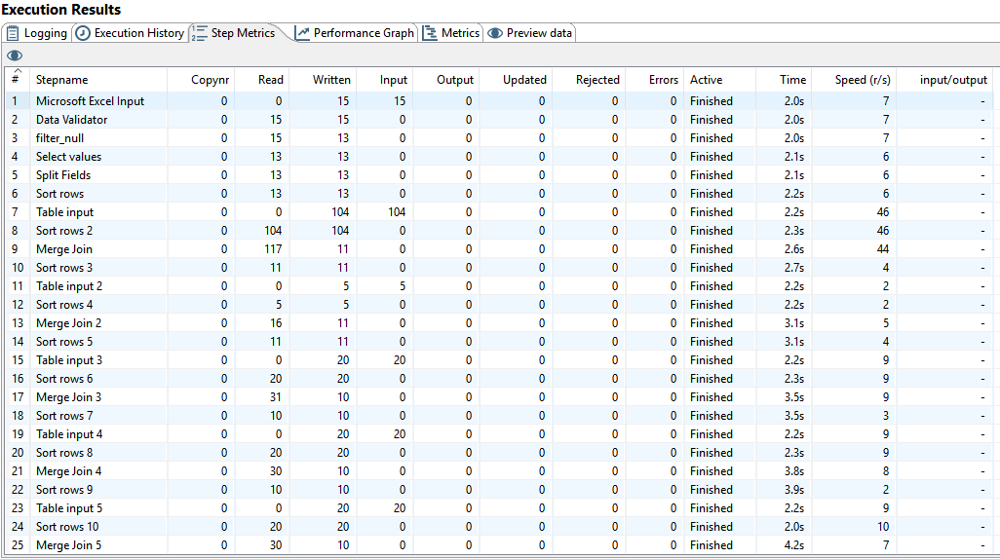 Execution Results
Logging Execution History Step Metrics Performance Graph Metrics Preview data
# Stepname Copynr Read Written Input Output Updated Rejected Errors Active Time Speed (r/s) input/output
1 Microsoft Excel Input 0 0 15 15 0 0 0 0 Finished 2.0s 7 -
2 Data Validator 0 15 15 0 0 0 0 0 Finished 2.0s 7 -
3 filter_null 0 15 13 0 0 0 0 0 Finished 2.0s 7 -
4 Select values 0 13 13 0 0 0 0 0 Finished 2.1s 6 -
5 Split Fields 0 13 13 0 0 0 0 0 Finished 2.1s 6 -
6 Sort rows 0 13 13 0 0 0 0 0 Finished 2.2s 6 -
7 Table input 0 0 104 104 0 0 0 0 Finished 2.2s 46 -
8 Sort rows 2 0 104 104 0 0 0 0 0 Finished 2.3s 46 -
9 Merge Join 0 117 11 0 0 0 0 0 Finished 2.6s 44 -
10 Sort rows 3 0 11 11 0 0 0 0 0 Finished 2.7s 4 -
11 Table input 2 0 0 5 5 0 0 0 0 Finished 2.2s 2 -
12 Sort rows 4 0 5 5 0 0 0 0 0 Finished 2.2s 2 -
13 Merge Join 2 0 16 11 0 0 0 0 0 Finished 3.1s 5 -
14 Sort rows 5 0 11 11 0 0 0 0 0 Finished 3.1s 4 -
15 Table input 3 0 0 20 20 0 0 0 0 Finished 2.2s 9 -
16 Sort rows 6 0 20 20 0 0 0 0 0 Finished 2.3s 9 -
17 Merge Join 3 0 31 10 0 0 0 0 0 Finished 3.5s 9 -
18 Sort rows 7 0 10 10 0 0 0 0 0 Finished 3.5s 3 -
19 Table input 4 0 0 20 20 0 0 0 0 Finished 2.2s 9 -
20 Sort rows 8 0 20 20 0 0 0 0 0 Finished 2.3s 9 -
21 Merge Join 4 0 30 10 0 0 0 0 0 Finished 3.8s 8 -
22 Sort rows 9 0 10 10 0 0 0 0 0 Finished 3.9s 2 -
23 Table input 5 0 0 20 20 0 0 0 0 Finished 2.2s 9 -
24 Sort rows 10 0 20 20 0 0 0 0 0 Finished 2.0s 10 -
25 Merge Join 5 0 30 10 0 0 0 0 0 Finished 4.2s 7 -